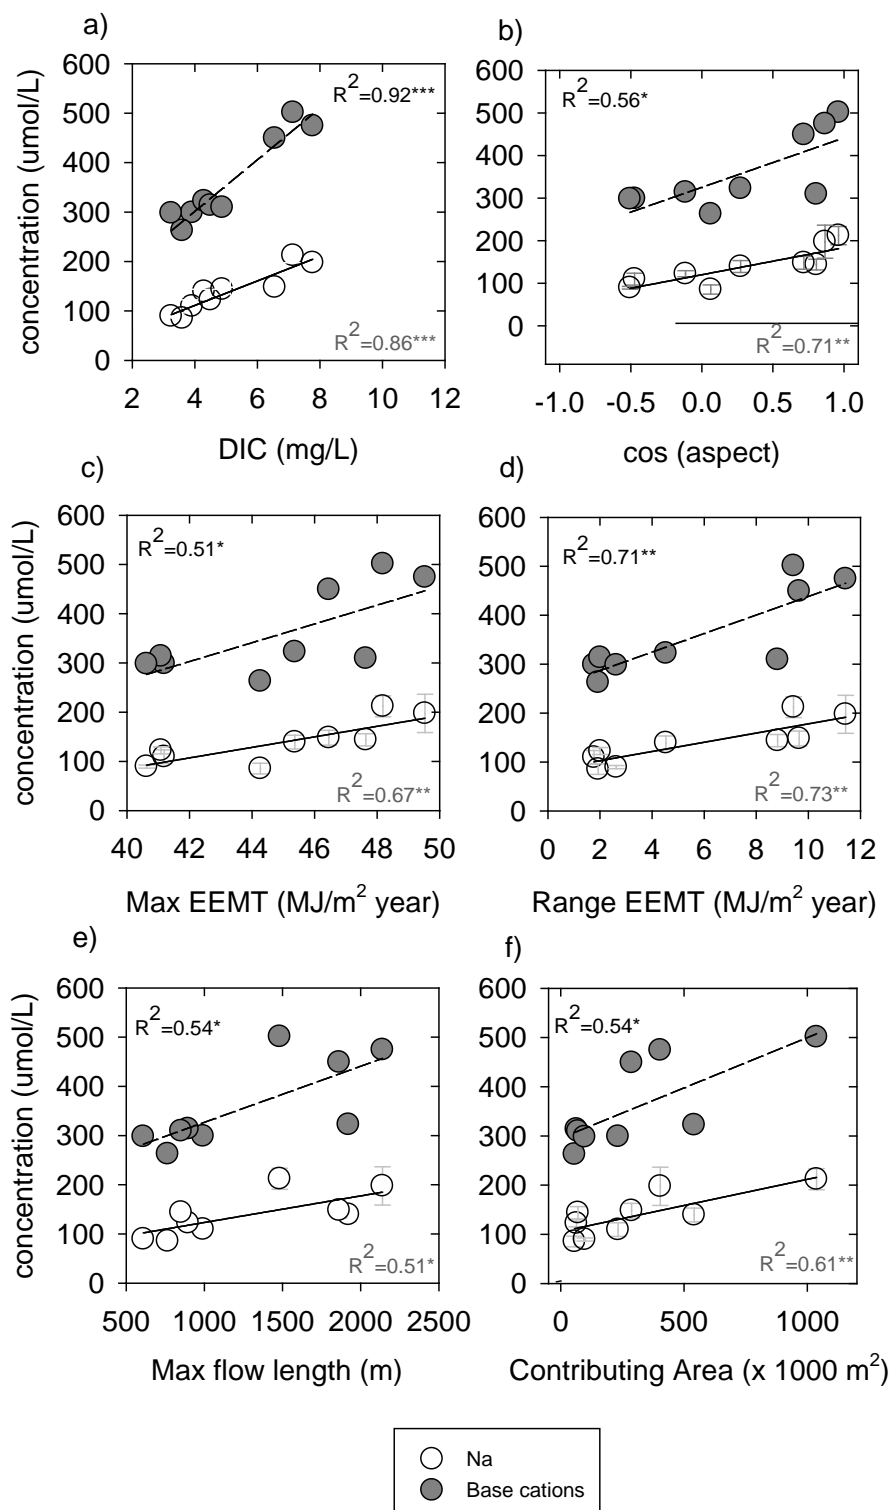 a)
b)
concentration (umol/L)
600
500
400
300
200
100
0
R²=0.92***
R²=0.86***
2 4 6 8 10 12
DIC (mg/L)
600
500
400
300
200
100
0
R²=0.56*
R²=0.71**
-1.0 -0.5 0.0 0.5 1.0
cos (aspect)
c)
d)
concentration (umol/L)
600
500
400
300
200
100
0
R²=0.51*
R²=0.67**
40 42 44 46 48 50
Max EEMT (MJ/m² year)
600
500
400
300
200
100
0
R²=0.71**
R²=0.73**
0 2 4 6 8 10 12
Range EEMT (MJ/m² year)
e)
f)
concentration (umol/L)
600
500
400
300
200
100
0
R²=0.54*
R²=0.51*
500 1000 1500 2000 2500
Max flow length (m)
600
500
400
300
200
100
0
R²=0.54*
R²=0.61**
0 500 1000
Contributing Area (x 1000 m²)
Na
Base cations